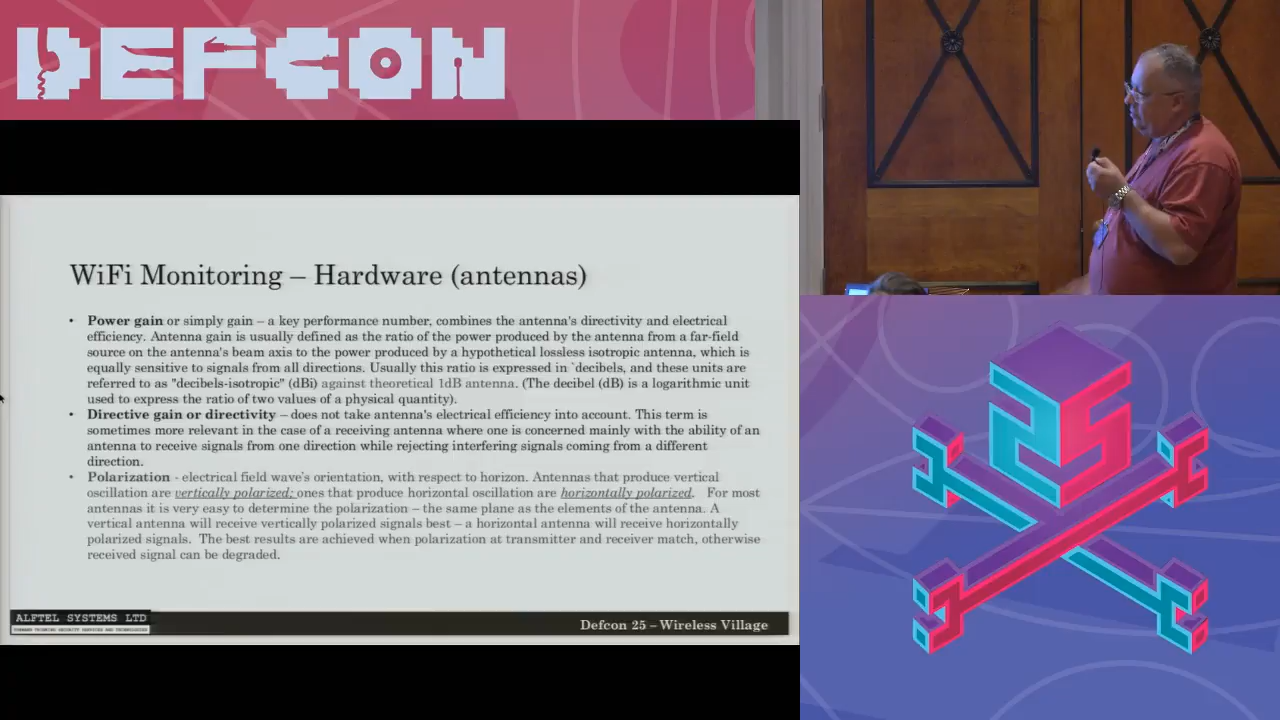 DEFCON
WiFi Monitoring – Hardware (antennas)
• Power gain or simply gain – a key performance number, combines the antenna's directivity and electrical
efficiency. Antenna gain is usually defined as the ratio of the power produced by the antenna from a far-field
source on the antenna's beam axis to the power produced by a hypothetical lossless isotropic antenna, which is
equally sensitive to signals from all directions. Usually this ratio is expressed in `decibels, and these units are
referred to as "decibels-isotropic" (dBi) against theoretical 1dB antenna. (The decibel (dB) is a logarithmic unit
used to express the ratio of two values of a physical quantity).
• Directive gain or directivity – does not take antenna's electrical efficiency into account. This term is
sometimes more relevant in the case of a receiving antenna where one is concerned mainly with the ability of an
antenna to receive signals from one direction while rejecting interfering signals coming from a different
direction.
• Polarization - electrical field wave's orientation, with respect to horizon. Antennas that produce vertical
oscillation are vertically polarized; ones that produce horizontal oscillation are horizontally polarized. For most
antennas it is very easy to determine the polarization – the same plane as the elements of the antenna. A
vertical antenna will receive vertically polarized signals best – a horizontal antenna will receive horizontally
polarized signals. The best results are achieved when polarization at transmitter and receiver match, otherwise
received signal can be degraded.
ALFTEL SYSTEMS LTD
Defcon 25 – Wireless Village
25